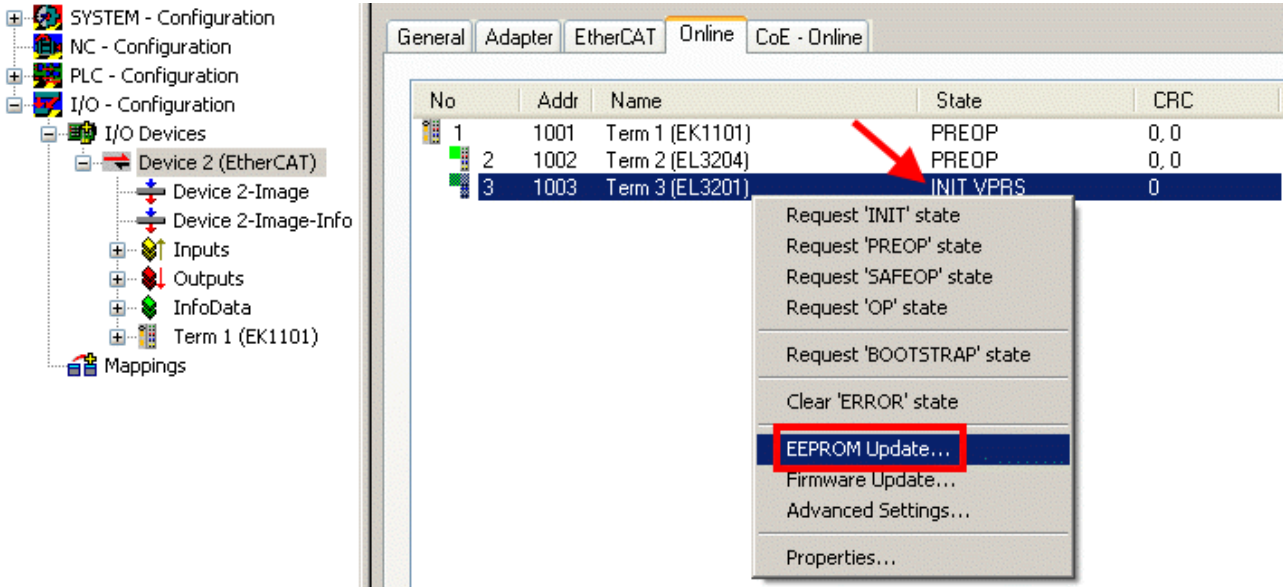 SYSTEM - Configuration
NC - Configuration
PLC - Configuration
I/O - Configuration
I/O Devices
Device 2 (EtherCAT)
Device 2-Image
Device 2-Image-Info
Inputs
Outputs
InfoData
Term 1 (EK1101)
Mappings
General Adapter EtherCAT Online CoE - Online
No Addr Name State CRC
1 1001 Term 1 (EK1101) PREOP 0, 0
2 1002 Term 2 (EL3204) PREOP 0, 0
3 1003 Term 3 (EL3201) INIT VPRS 0
Request 'INIT' state
Request 'PREOP' state
Request 'SAFEOP' state
Request 'OP' state
Request 'BOOTSTRAP' state
Clear 'ERROR' state
EEPROM Update...
Firmware Update...
Advanced Settings...
Properties...